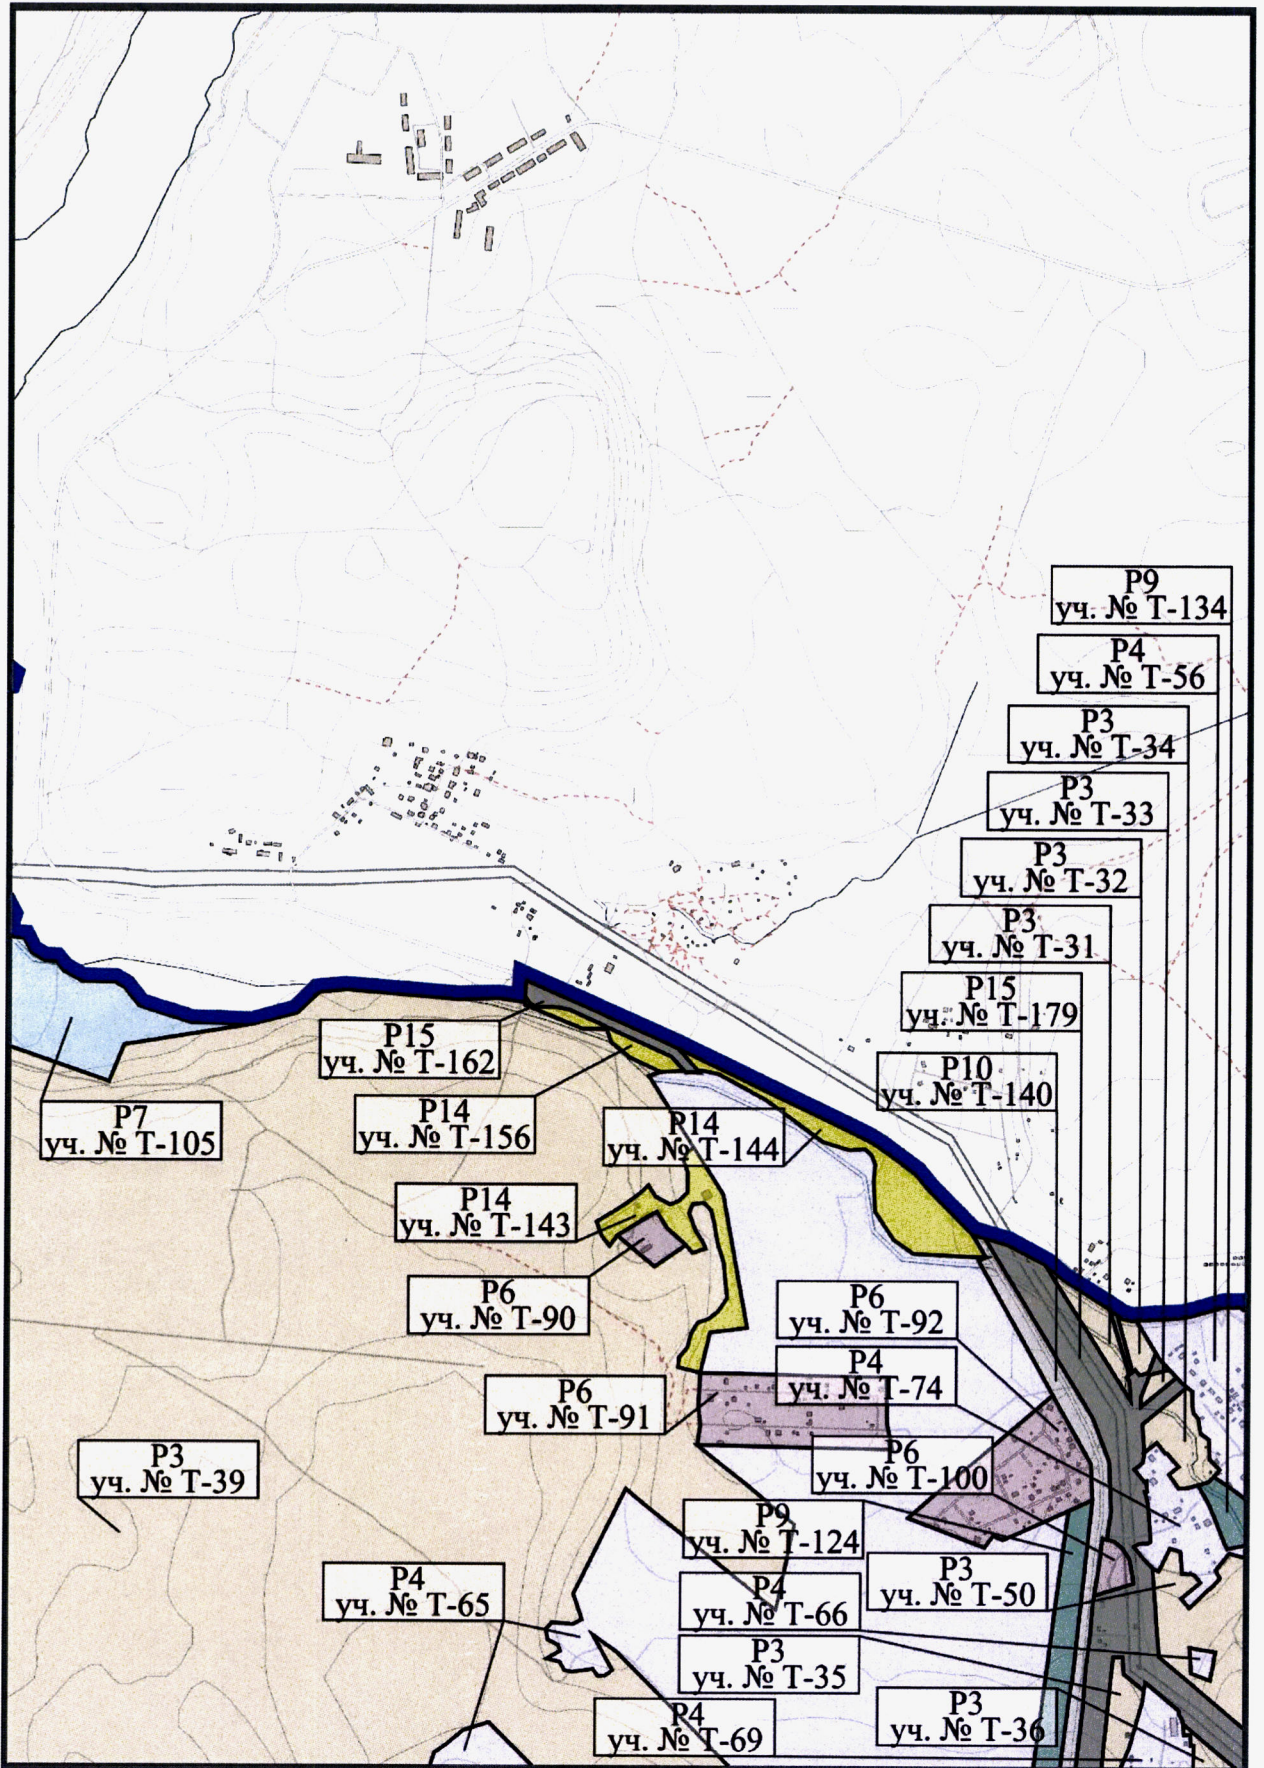 Р9
уч. № Т-134
Р4
уч. № Т-56
Р3
уч. № Т-34
Р3
уч. № Т-33
Р3
уч. № Т-32
Р3
уч. № Т-31
Р15
уч. № Т-179
Р10
уч. № Т-140
Р15
уч. № Т-162
Р14
уч. № Т-156
Р14
уч. № Т-144
Р7
уч. № Т-105
Р14
уч. № Т-143
Р6
уч. № Т-90
Р6
уч. № Т-92
Р4
уч. № Т-74
Р6
уч. № Т-91
Р6
уч. № Т-100
Р3
уч. № Т-39
Р9
уч. № Т-124
Р3
уч. № Т-50
Р4
уч. № Т-65
Р4
уч. № Т-66
Р3
уч. № Т-35
Р4
уч. № Т-69
Р3
уч. № Т-36